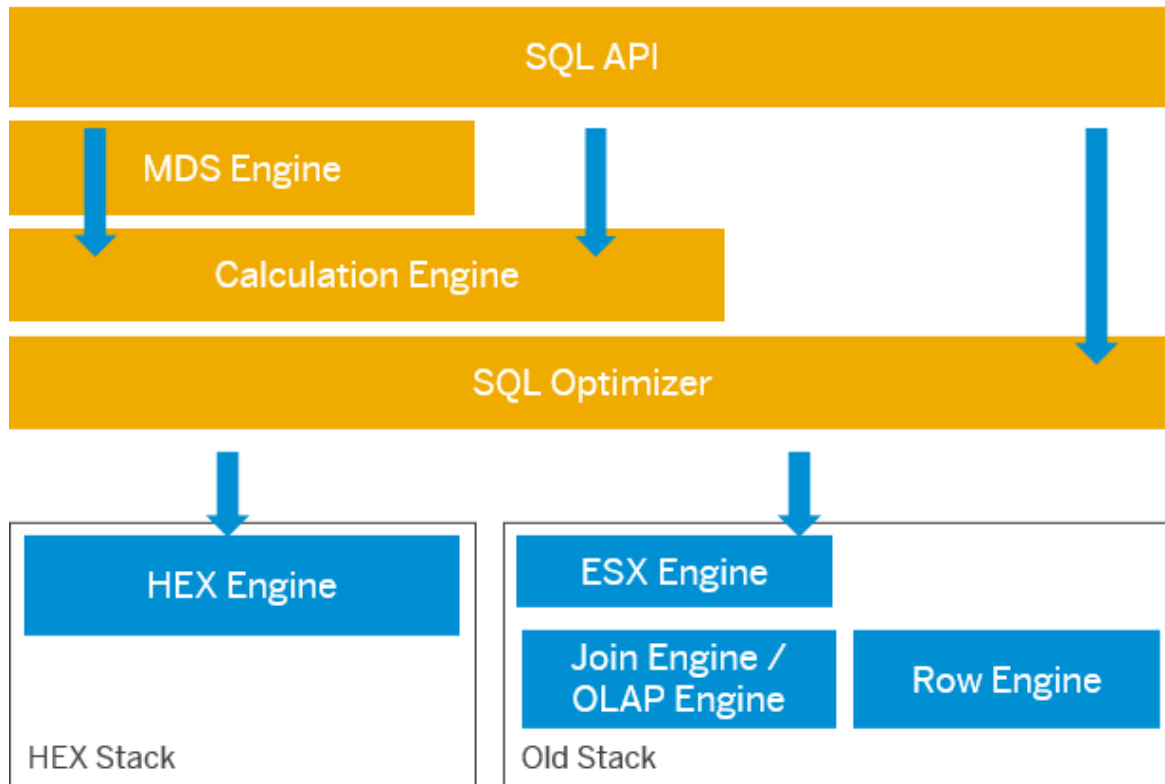 SQL API
MDS Engine
Calculation Engine
SQL Optimizer
HEX Engine
HEX Stack
ESX Engine
Join Engine /
OLAP Engine
Row Engine
Old Stack